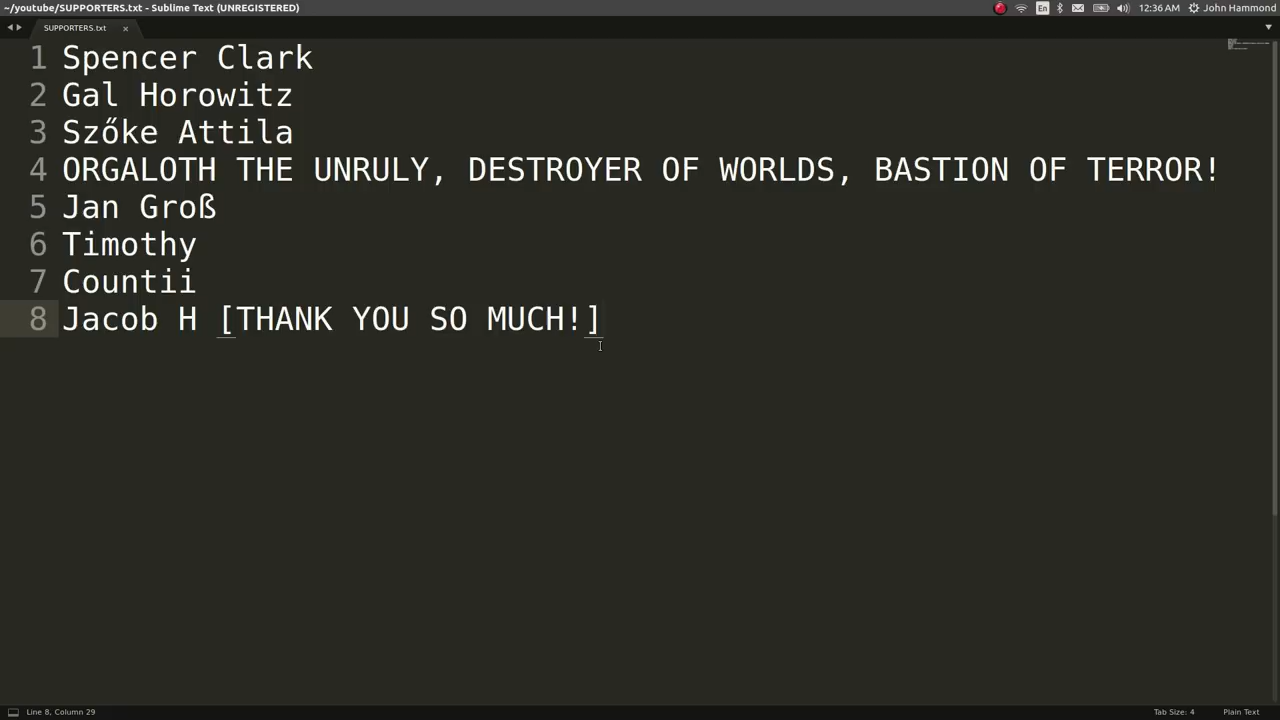 ~/youtube/SUPPORTERS.txt - Sublime Text (UNREGISTERED)
En
12:36 AM
John Hammond
SUPPORTERS.txt
1 Spencer Clark
2 Gal Horowitz
3 Szőke Attila
4 ORGALOTH THE UNRULY, DESTROYER OF WORLDS, BASTION OF TERROR!
5 Jan Groß
6 Timothy
7 Countii
8 Jacob H [THANK YOU SO MUCH!]
Line 8, Column 29
Tab Size: 4
Plain Text